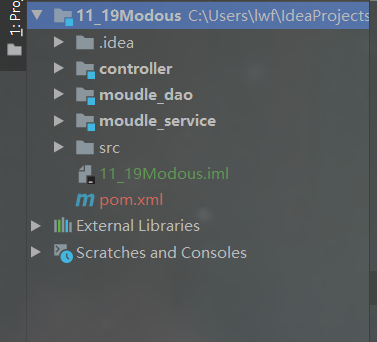 1: Pro
11_19Modous C:\Users\lwf\IdeaProjects
.idea
controller
moudle_dao
moudle_service
src
11_19Modous.iml
pom.xml
External Libraries
Scratches and Consoles